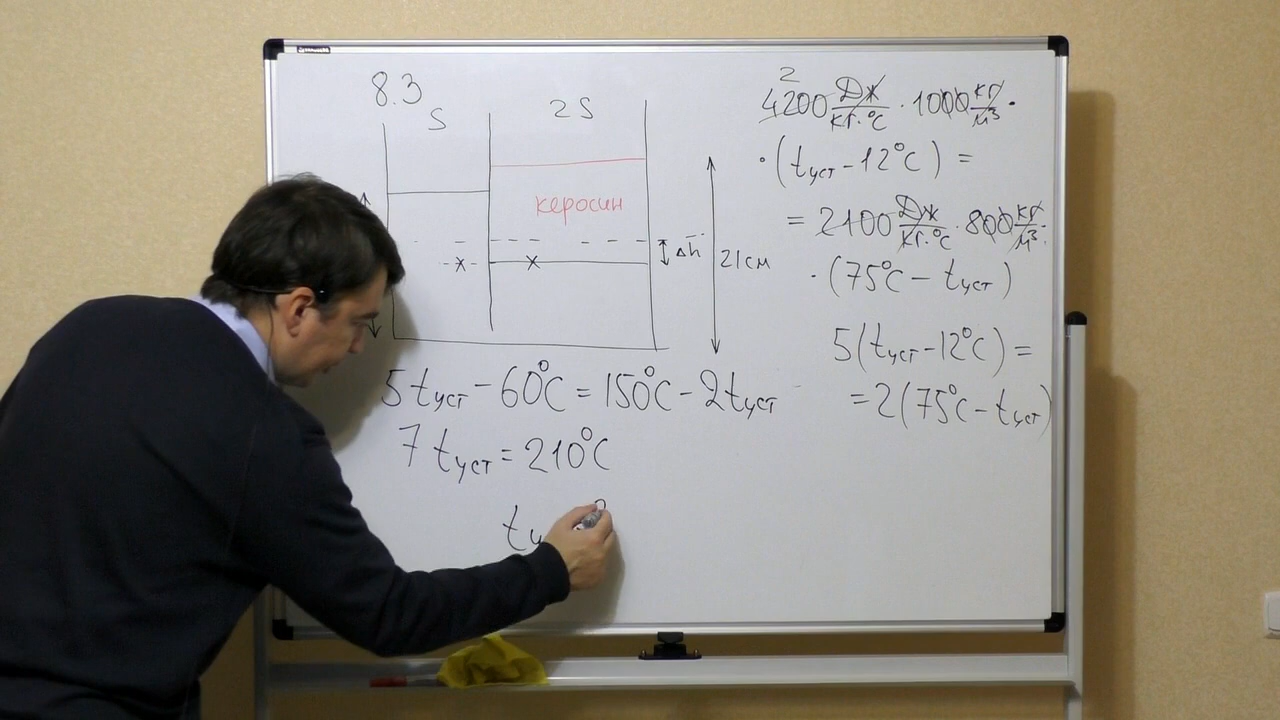 8.3
S
2S
керосин
Δh
21см
2
4200 Дж/кг·°C · 1000 кг/м³ ·
· (tуст – 12°C) =
= 2100 Дж/кг·°C · 800 кг/м³ ·
· (75°C – tуст)
5(tуст – 12°C) =
= 2(75°C – tуст)
5tуст – 60°C = 150°C – 2tуст
7tуст = 210°C
tу